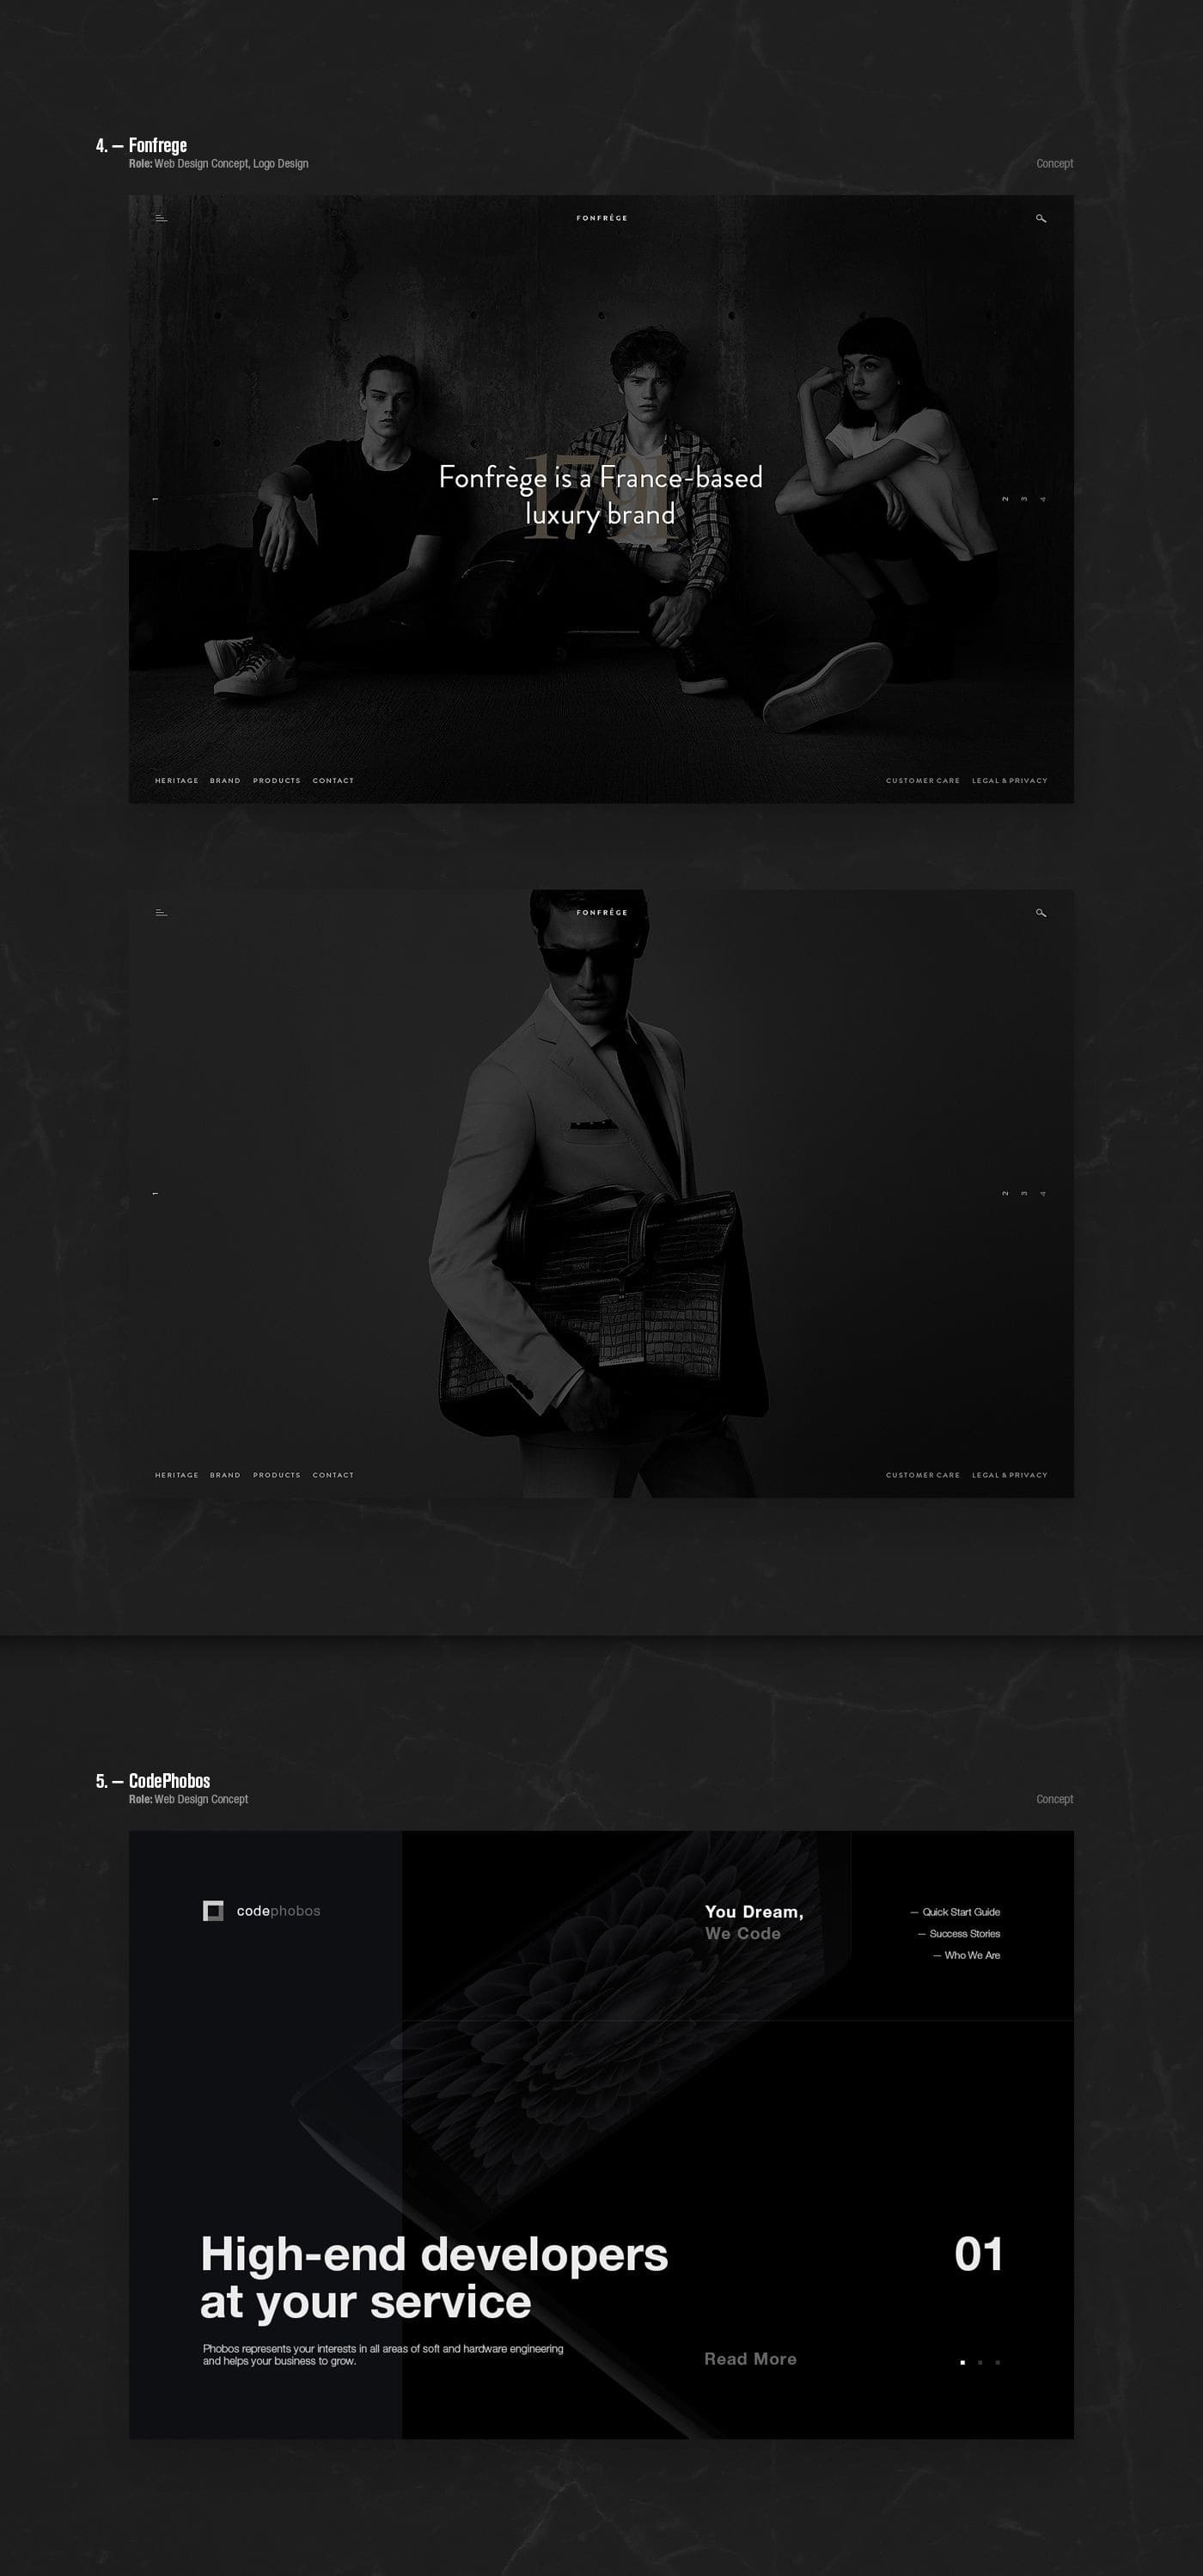 4. — Fonfrege
Role: Web Design Concept, Logo Design
Concept
FONFRÉGE
1791
Fonfrège is a France-based
luxury brand
1
2 3 4
HERITAGE BRAND PRODUCTS CONTACT
CUSTOMER CARE LEGAL & PRIVACY
FONFRÉGE
1
2 3 4
HERITAGE BRAND PRODUCTS CONTACT
CUSTOMER CARE LEGAL & PRIVACY
5. — CodePhobos
Role: Web Design Concept
Concept
codephobos
You Dream,
We Code
— Quick Start Guide
— Success Stories
— Who We Are
High-end developers
at your service
01
Phobos represents your interests in all areas of soft and hardware engineering
and helps your business to grow.
Read More